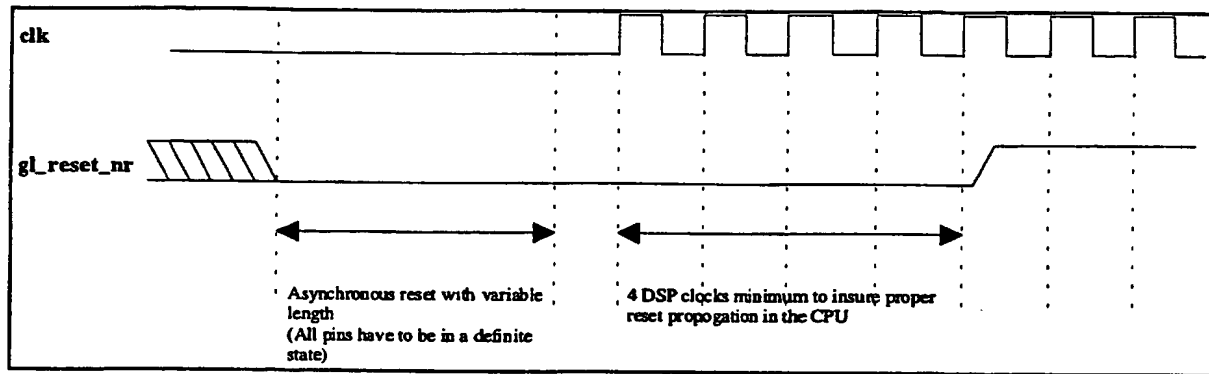 clk
gl_reset_nr
Asynchronous reset with variable
length
(All pins have to be in a definite
state)
4 DSP clocks minimum to insure proper
reset propogation in the CPU